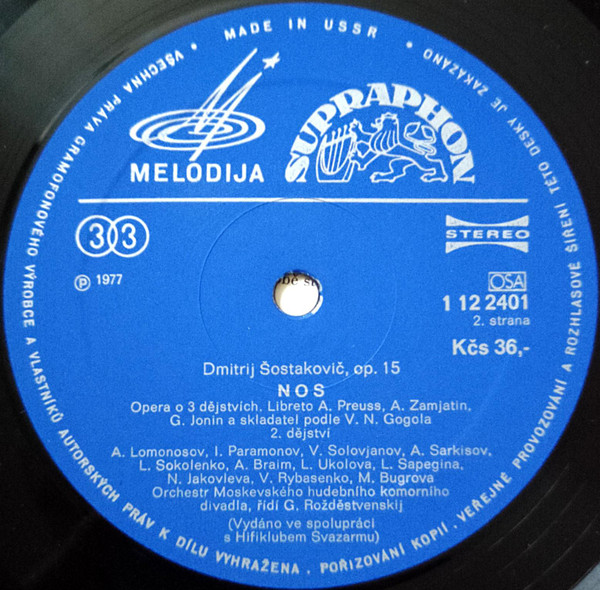 MADE IN USSR
VŠECHNA PRÁVA GRAMOFONOVÉHO VÝROBCE A VLASTNÍKŮ AUTORSKÝCH PRÁV K DÍLU VYHRAŽENA. POŘIZOVÁNÍ KOPIÍ, VEŘEJNÉ PROVOZOVÁNÍ A ROZHLASOVÉ ŠÍŘENÍ TÉTO DESKY JE ZAKÁZÁNO
MELODIJA
SUPRAPHON
33
STEREO
Ⓟ 1977
OSA
1 12 2401
2. strana
Kčs 36,-
Dmitrij Šostakovič, op. 15
NOS
Opera o 3 dějstvích. Libreto A. Preuss, A. Zamjatin,
G. Jonin a skladatel podle V. N. Gogola
2. dějství
A. Lomonosov, I. Paramonov, V. Solovjanov, A. Sarkisov,
L. Sokolenko, A. Braim, L. Ukolova, L. Sapegina,
N. Jakovleva, V. Rybasenko, M. Bugrova
Orchestr Moskevského hudebního komorního
divadla, řídí G. Rožděstvenskij
(Vydáno ve spolupráci
s Hifiklubem Svazarmu)